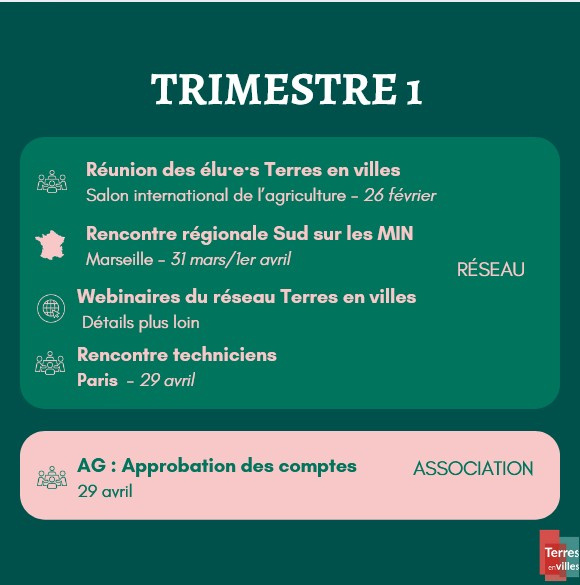 TRIMESTRE 1
Réunion des élu·e·s Terres en villes
Salon international de l'agriculture - 26 février
Rencontre régionale Sud sur les MIN
Marseille - 31 mars/1er avril
RÉSEAU
Webinaires du réseau Terres en villes
Détails plus loin
Rencontre techniciens
Paris - 29 avril
AG : Approbation des comptes
ASSOCIATION
29 avril
Terres
en villes